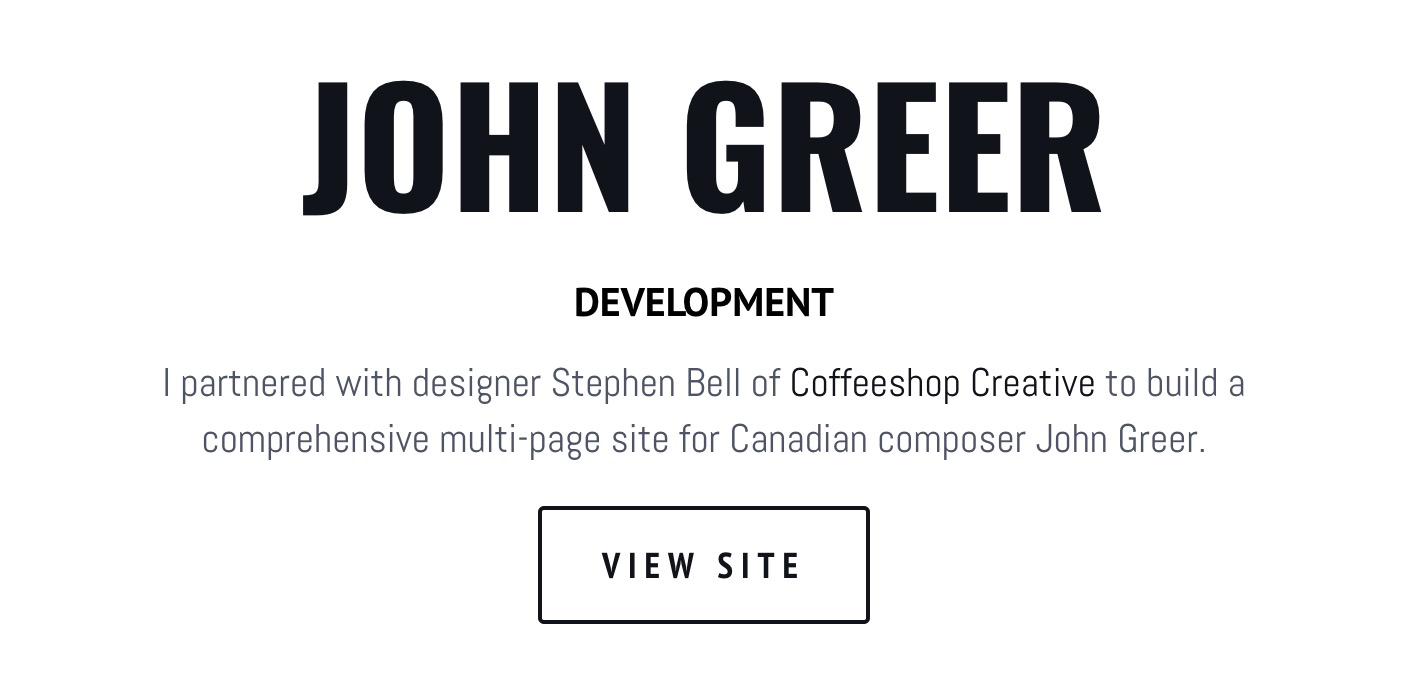 JOHN GREER
DEVELOPMENT
I partnered with designer Stephen Bell of Coffeeshop Creative to build a
comprehensive multi-page site for Canadian composer John Greer.
VIEW SITE